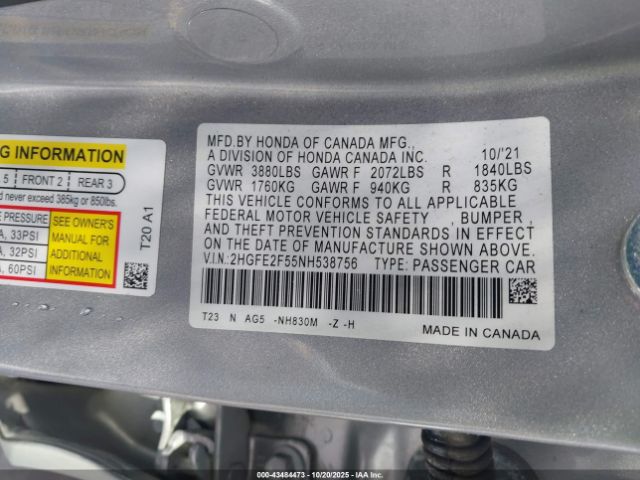 G INFORMATION
5 FRONT 2 REAR 3
d never exceed 385kg or 850lbs.
E PRESSURE
A, 33PSI
A, 32PSI
A, 60PSI
SEE OWNER'S
MANUAL FOR
ADDITIONAL
INFORMATION
T20 A1
MFD.BY HONDA OF CANADA MFG.,
A DIVISION OF HONDA CANADA INC. 10/'21
GVWR 3880LBS GAWR F 2072LBS R 1840LBS
GVWR 1760KG GAWR F 940KG R 835KG
THIS VEHICLE CONFORMS TO ALL APPLICABLE
FEDERAL MOTOR VEHICLE SAFETY , BUMPER ,
AND THEFT PREVENTION STANDARDS IN EFFECT
ON THE DATE OF MANUFACTURE SHOWN ABOVE.
V.I.N: 2HGFE2F55NH538756 TYPE: PASSENGER CAR
T23 N AG5 -NH830M -Z -H
MADE IN CANADA
000-43484473 | 10/20/2025 - IAA Inc.